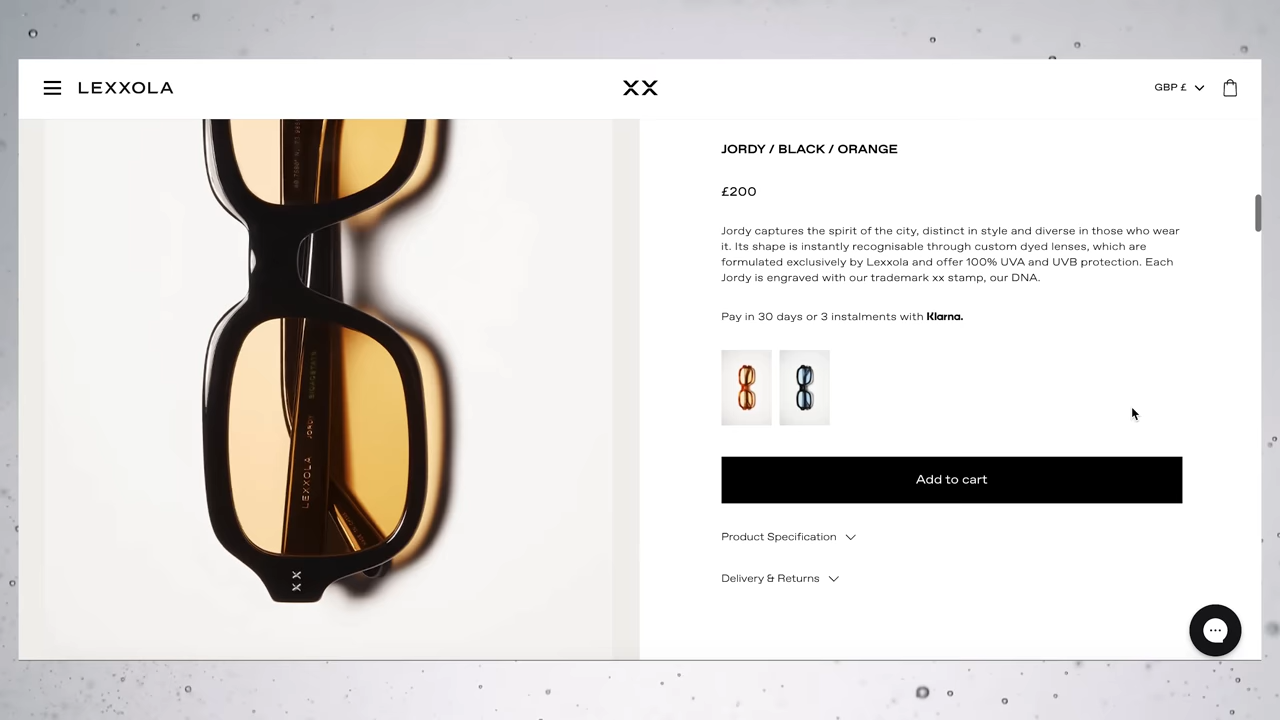 LEXXOLA
XX
GBP £
JORDY / BLACK / ORANGE
£200
Jordy captures the spirit of the city, distinct in style and diverse in those who wear
it. Its shape is instantly recognisable through custom dyed lenses, which are
formulated exclusively by Lexxola and offer 100% UVA and UVB protection. Each
Jordy is engraved with our trademark xx stamp, our DNA.
Pay in 30 days or 3 instalments with Klarna.
Add to cart
Product Specification
Delivery & Returns
LEXXOLA JORDY
XX